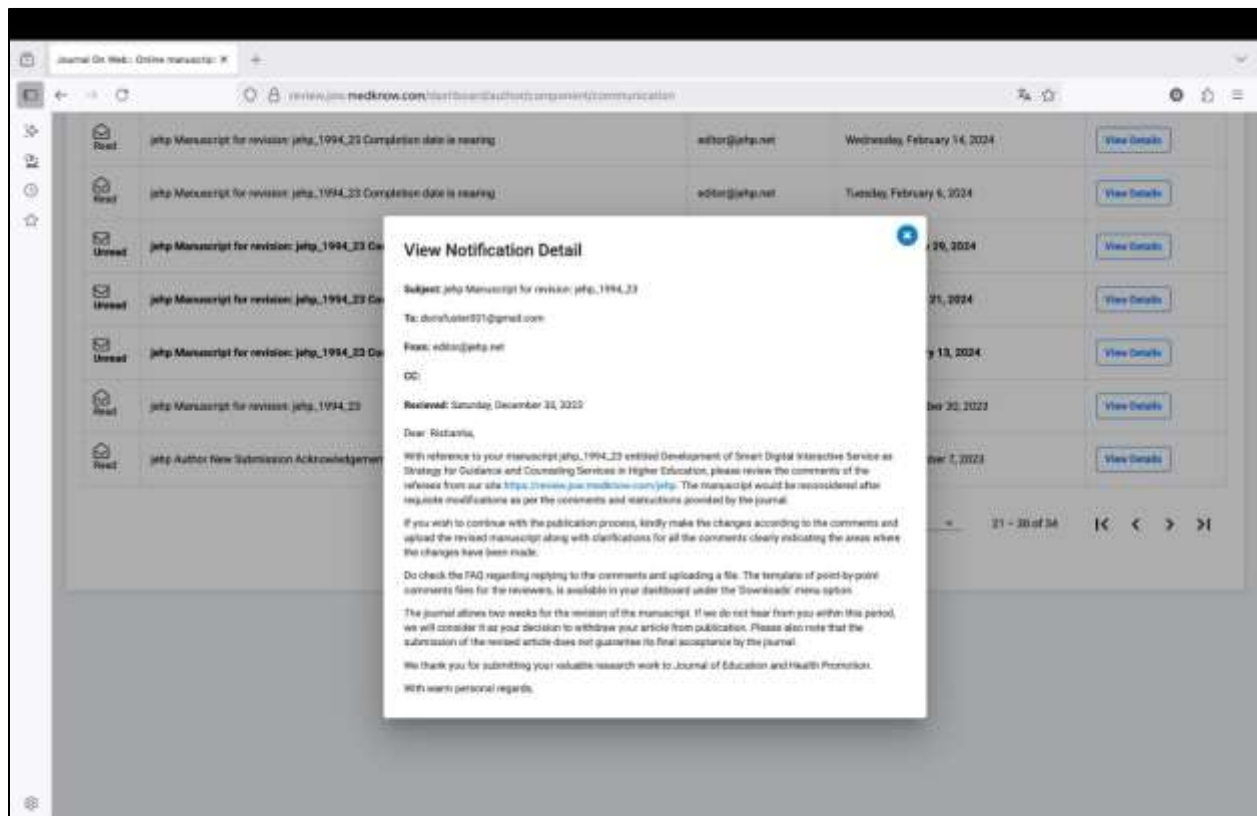 Journal On Web : Online manuscrip
review.jow.medknow.com/dashboard/author/component/communication
Read
jehp Manuscript for revision: jehp_1994_23 Completion date is nearing
editor@jehp.net
Wednesday, February 14, 2024
View Details
Read
jehp Manuscript for revision: jehp_1994_23 Completion date is nearing
editor@jehp.net
Tuesday, February 6, 2024
View Details
Unread
jehp Manuscript for revision: jehp_1994_23 Co
29, 2024
View Details
Unread
jehp Manuscript for revision: jehp_1994_23 Co
21, 2024
View Details
Unread
jehp Manuscript for revision: jehp_1994_23 Co
y 13, 2024
View Details
Read
jehp Manuscript for revision: jehp_1994_23
ber 30, 2023
View Details
Read
jehp Author New Submission Acknowledgemen
ber 7, 2023
View Details
21 – 30 of 34
View Notification Detail
Subject: jehp Manuscript for revision: jehp_1994_23
To:
From: editor@jehp.net
CC:
Recieved: Saturday, December 30, 2023
Dear Ristianha,
With reference to your manuscript jehp_1994_23 entitled Development of Smart Digital Interactive Service as
Strategy for Guidance and Counseling Services in Higher Education, please review the comments of the
referees from our site https://review.jow.medknow.com/jehp. The manuscript would be reconsidered after
requisite modifications as per the comments and instructions provided by the journal.
If you wish to continue with the publication process, kindly make the changes according to the comments and
upload the revised manuscript along with clarifications for all the comments clearly indicating the areas where
the changes have been made.
Do check the FAQ regarding replying to the comments and uploading a file. The template of point-by-point
comments files for the reviewers, is available in your dashboard under the 'Downloads' menu option.
The journal allows two weeks for the revision of the manuscript. If we do not hear from you within this period,
we will consider it as your decision to withdraw your article from publication. Please also note that the
submission of the revised article does not guarantee its final acceptance by the journal.
We thank you for submitting your valuable research work to Journal of Education and Health Promotion.
With warm personal regards,